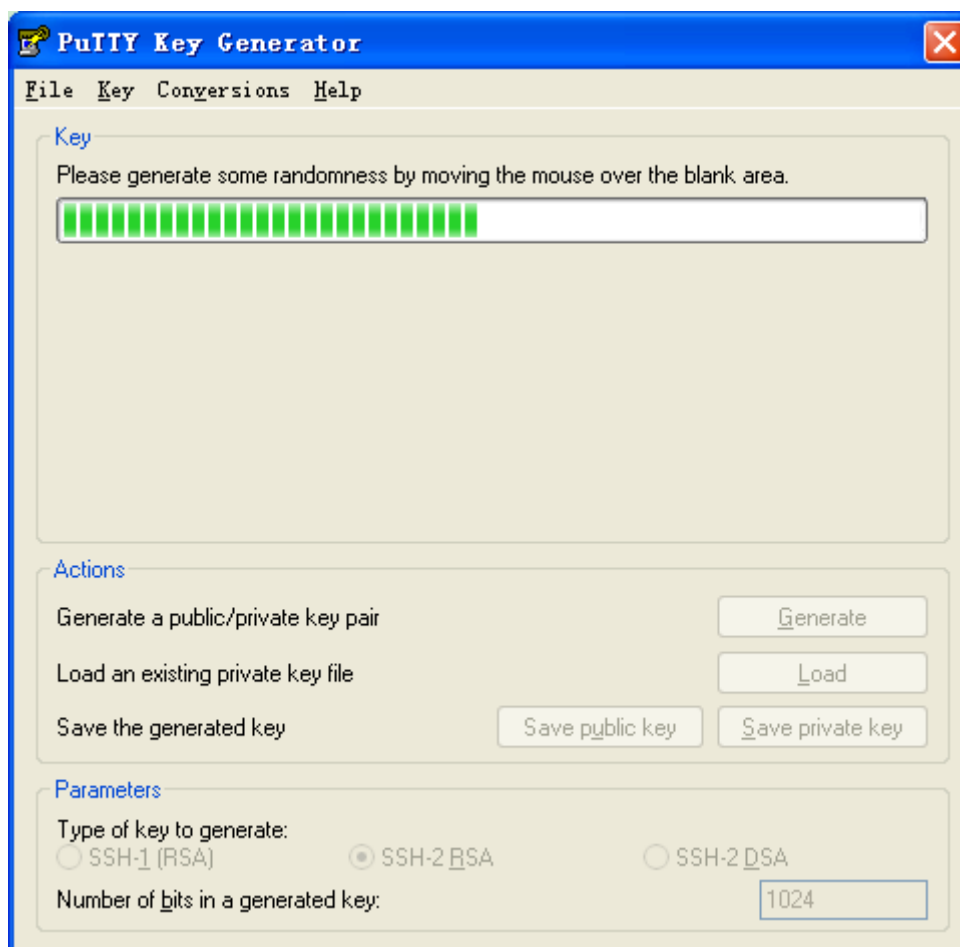 PuTTY Key Generator
File Key Conversions Help
Key
Please generate some randomness by moving the mouse over the blank area.
Actions
Generate a public/private key pair Generate
Load an existing private key file Load
Save the generated key Save public key Save private key
Parameters
Type of key to generate:
SSH-1 (RSA) SSH-2 RSA SSH-2 DSA
Number of bits in a generated key: 1024